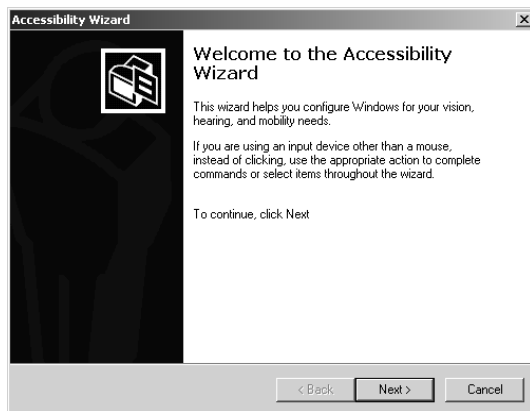 Accessibility Wizard
Welcome to the Accessibility
Wizard
This wizard helps you configure Windows for your vision,
hearing, and mobility needs.
If you are using an input device other than a mouse,
instead of clicking, use the appropriate action to complete
commands or select items throughout the wizard.
To continue, click Next
< Back Next > Cancel